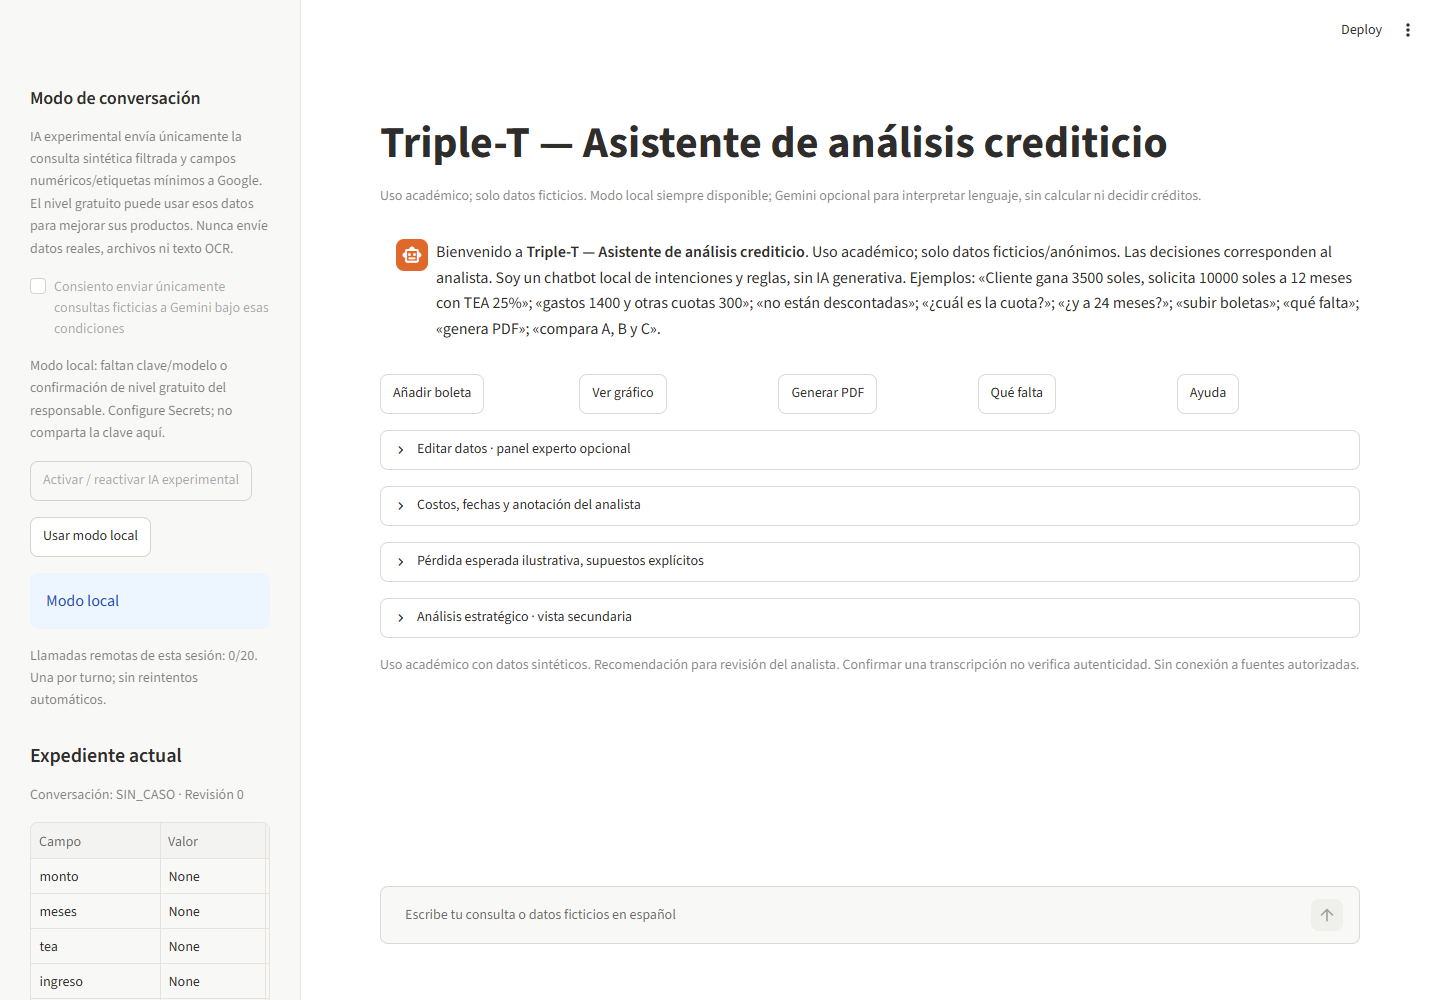 Deploy
Modo de conversación
IA experimental envía únicamente la
consulta sintética filtrada y campos
numéricos/etiquetas mínimos a Google.
El nivel gratuito puede usar esos datos
para mejorar sus productos. Nunca envíe
datos reales, archivos ni texto OCR.
Consiento enviar únicamente
consultas ficticias a Gemini bajo esas
condiciones
Modo local: faltan clave/modelo o
confirmación de nivel gratuito del
responsable. Configure Secrets; no
comparta la clave aquí.
Activar / reactivar IA experimental
Usar modo local
Modo local
Llamadas remotas de esta sesión: 0/20.
Una por turno; sin reintentos
automáticos.
Expediente actual
Conversación: SIN_CASO · Revisión 0
Campo Valor
monto None
meses None
tea None
ingreso None
Triple-T — Asistente de análisis crediticio
Uso académico; solo datos ficticios. Modo local siempre disponible; Gemini opcional para interpretar lenguaje, sin calcular ni decidir créditos.
Bienvenido a Triple-T — Asistente de análisis crediticio. Uso académico; solo datos ficticios/anónimos. Las decisiones corresponden al
analista. Soy un chatbot local de intenciones y reglas, sin IA generativa. Ejemplos: «Cliente gana 3500 soles, solicita 10000 soles a 12 meses
con TEA 25%»; «gastos 1400 y otras cuotas 300»; «no están descontadas»; «¿cuál es la cuota?»; «¿y a 24 meses?»; «subir boletas»; «qué falta»;
«genera PDF»; «compara A, B y C».
Añadir boleta Ver gráfico Generar PDF Qué falta Ayuda
Editar datos · panel experto opcional
Costos, fechas y anotación del analista
Pérdida esperada ilustrativa, supuestos explícitos
Análisis estratégico · vista secundaria
Uso académico con datos sintéticos. Recomendación para revisión del analista. Confirmar una transcripción no verifica autenticidad. Sin conexión a fuentes autorizadas.
Escribe tu consulta o datos ficticios en español